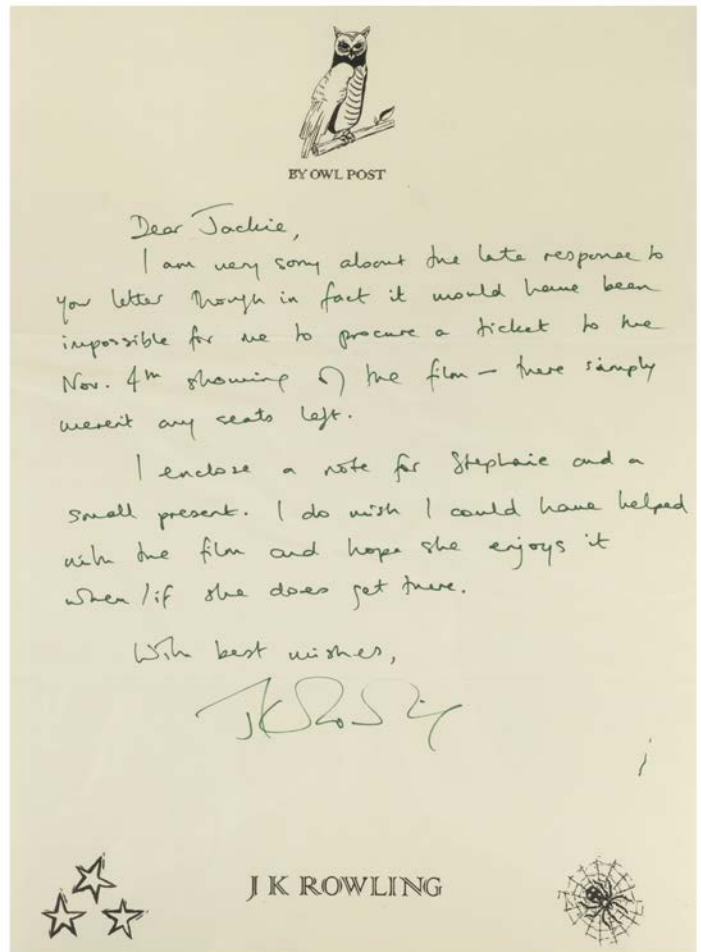 BY OWL POST
Dear Jackie,
I am very sorry about the late response to
your letter though in fact it would have been
impossible for me to procure a ticket to the
Nov. 4th showing of the film – there simply
weren't any seats left.
I enclose a note for Stephanie and a
small present. I do wish I could have helped
with the film and hope she enjoys it
when/if she does get there.
With best wishes,
JK Rowling
J K ROWLING